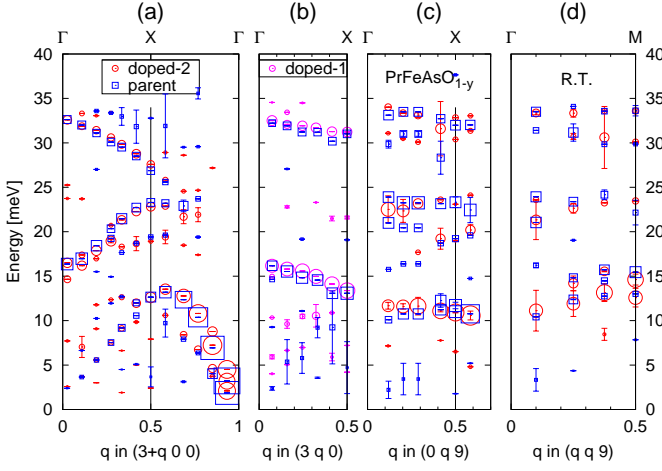 (a) (b) (c) (d)
Γ X Γ Γ X Γ X Γ M
40
35
30
25
20
15
10
5
0
Energy [meV]
doped-2
parent
doped-1
PrFeAsO1-y
R.T.
0 0.5 1 0 0.5 0 0.5 0 0.5
q in (3+q 0 0) q in (3 q 0) q in (0 q 9) q in (q q 9)